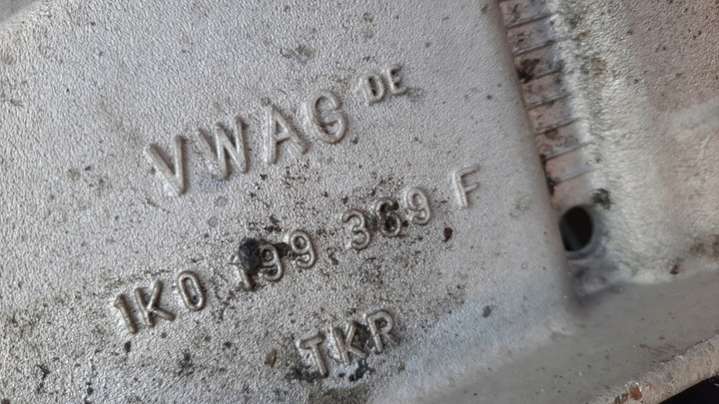 VWAG DE
1K0 199 369 F
TKR